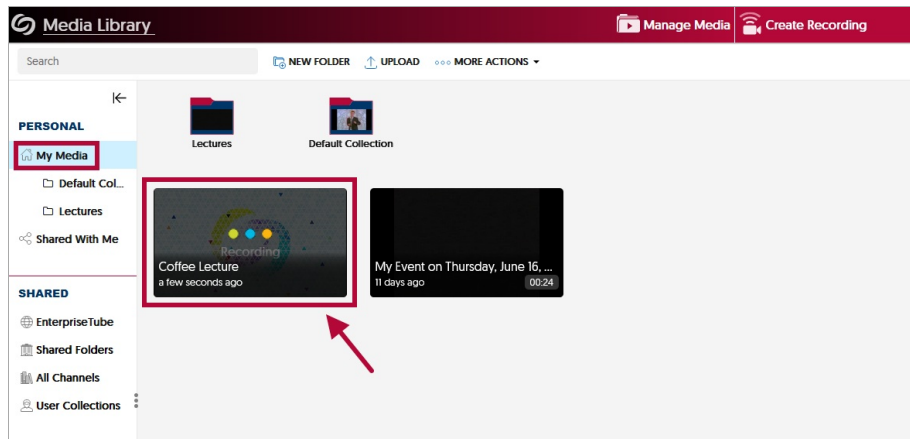 Media Library
Manage Media
Create Recording
Search
NEW FOLDER
UPLOAD
MORE ACTIONS
PERSONAL
My Media
Default Col...
Lectures
Shared With Me
SHARED
EnterpriseTube
Shared Folders
All Channels
User Collections
Lectures
Default Collection
Recording
Coffee Lecture
a few seconds ago
My Event on Thursday, June 16, ...
11 days ago
00:24